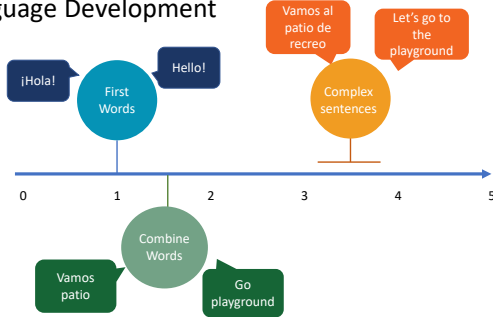 guage Development
¡Hola!
First
Words
Hello!
Vamos al
patio de
recreo
Let's go to
the
playground
Complex
sentences
0 1 2 3 4 5
Combine
Words
Vamos
patio
Go
playground